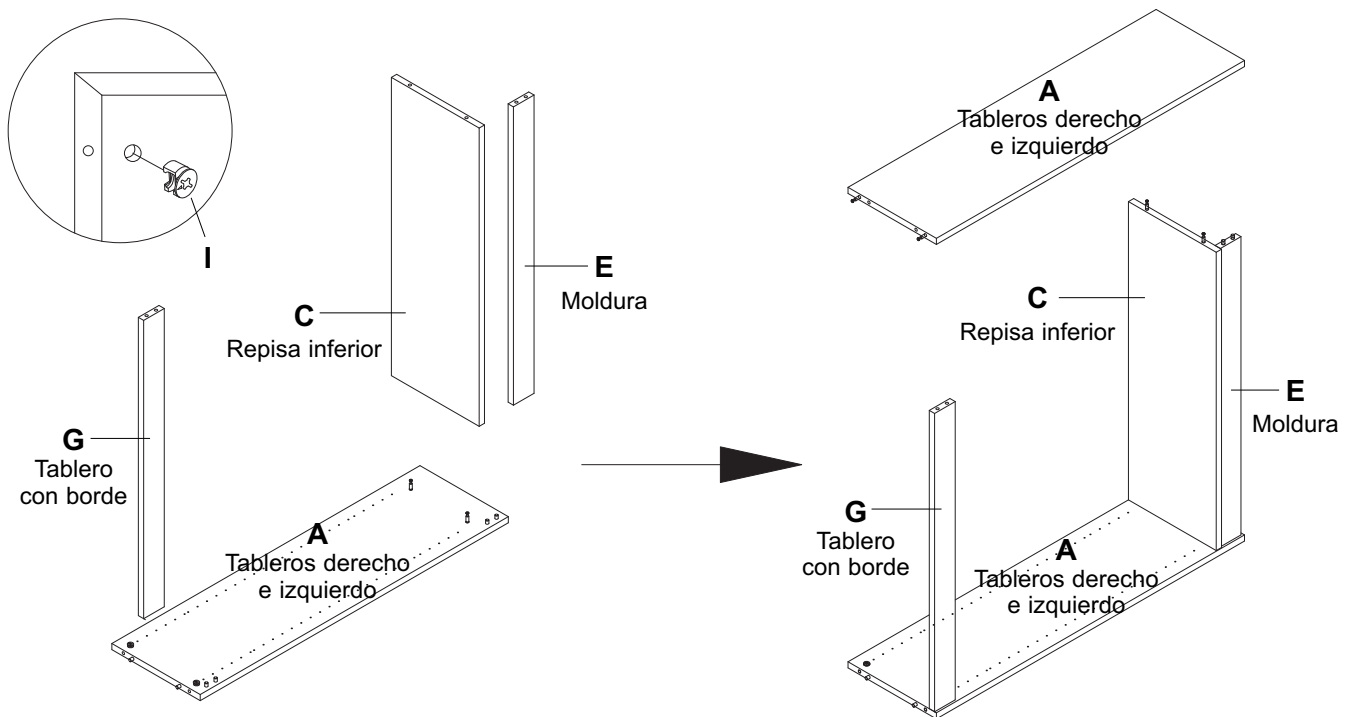 I
C
Repisa inferior
E
Moldura
G
Tablero
con borde
A
Tableros derecho
e izquierdo
A
Tableros derecho
e izquierdo
C
Repisa inferior
E
Moldura
G
Tablero
con borde
A
Tableros derecho
e izquierdo